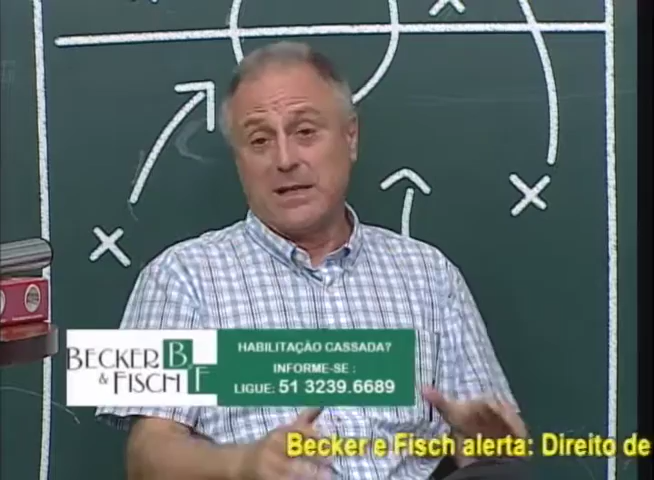 BECKER
& FISCH
B
F
HABILITAÇÃO CASSADA?
INFORME-SE :
LIGUE: 51 3239.6689
Becker e Fisch alerta: Direito de